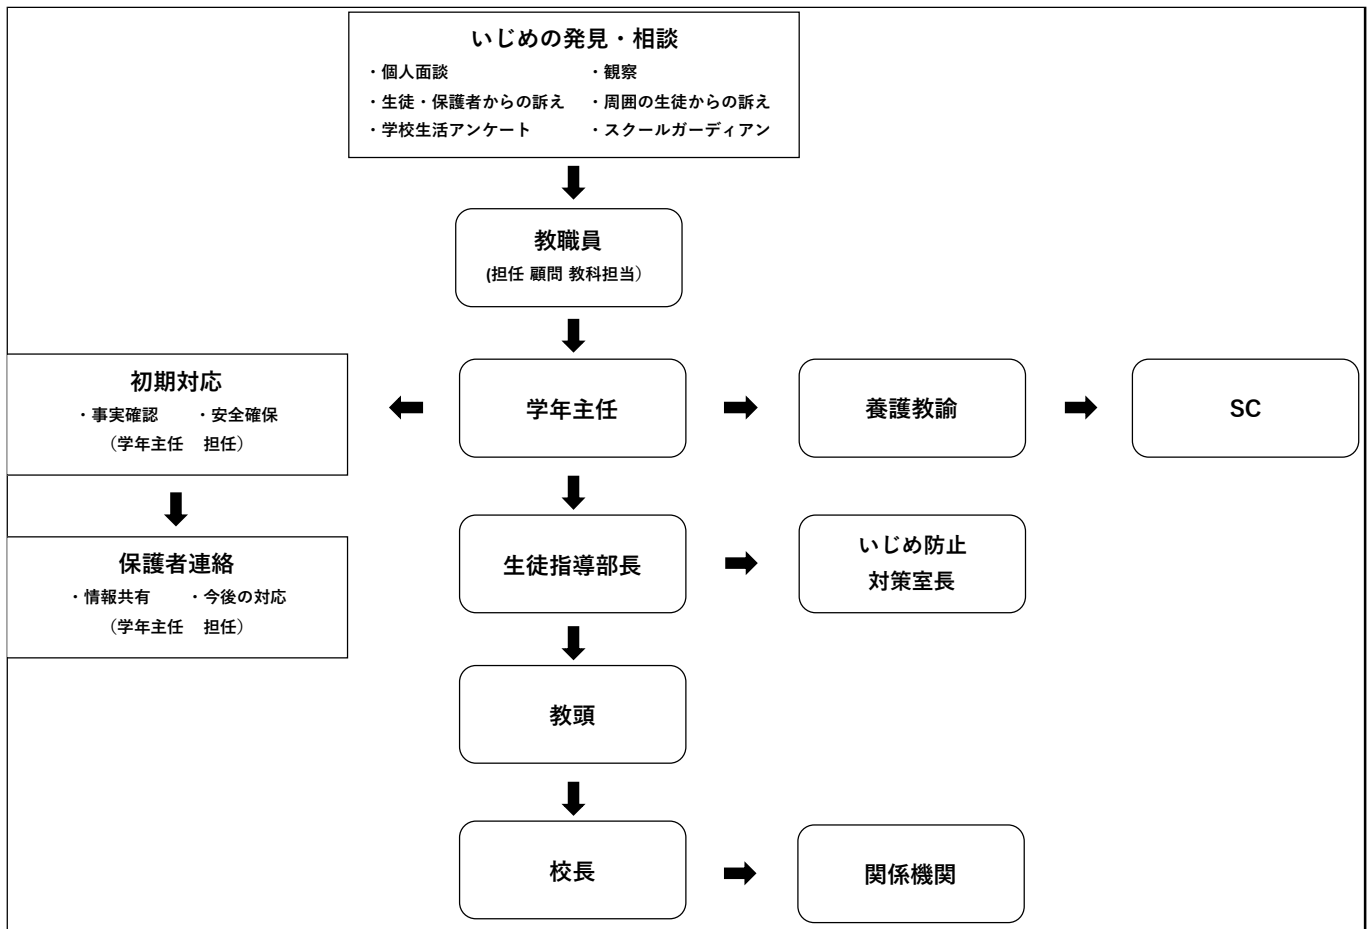 いじめの発見・相談
・個人面談 ・観察
・生徒・保護者からの訴え ・周囲の生徒からの訴え
・学校生活アンケート ・スクールガーディアン
教職員
(担任 顧問 教科担当)
初期対応
・事実確認 ・安全確保
（学年主任 担任）
学年主任
養護教諭
SC
保護者連絡
・情報共有 ・今後の対応
（学年主任 担任）
生徒指導部長
いじめ防止
対策室長
教頭
校長
関係機関